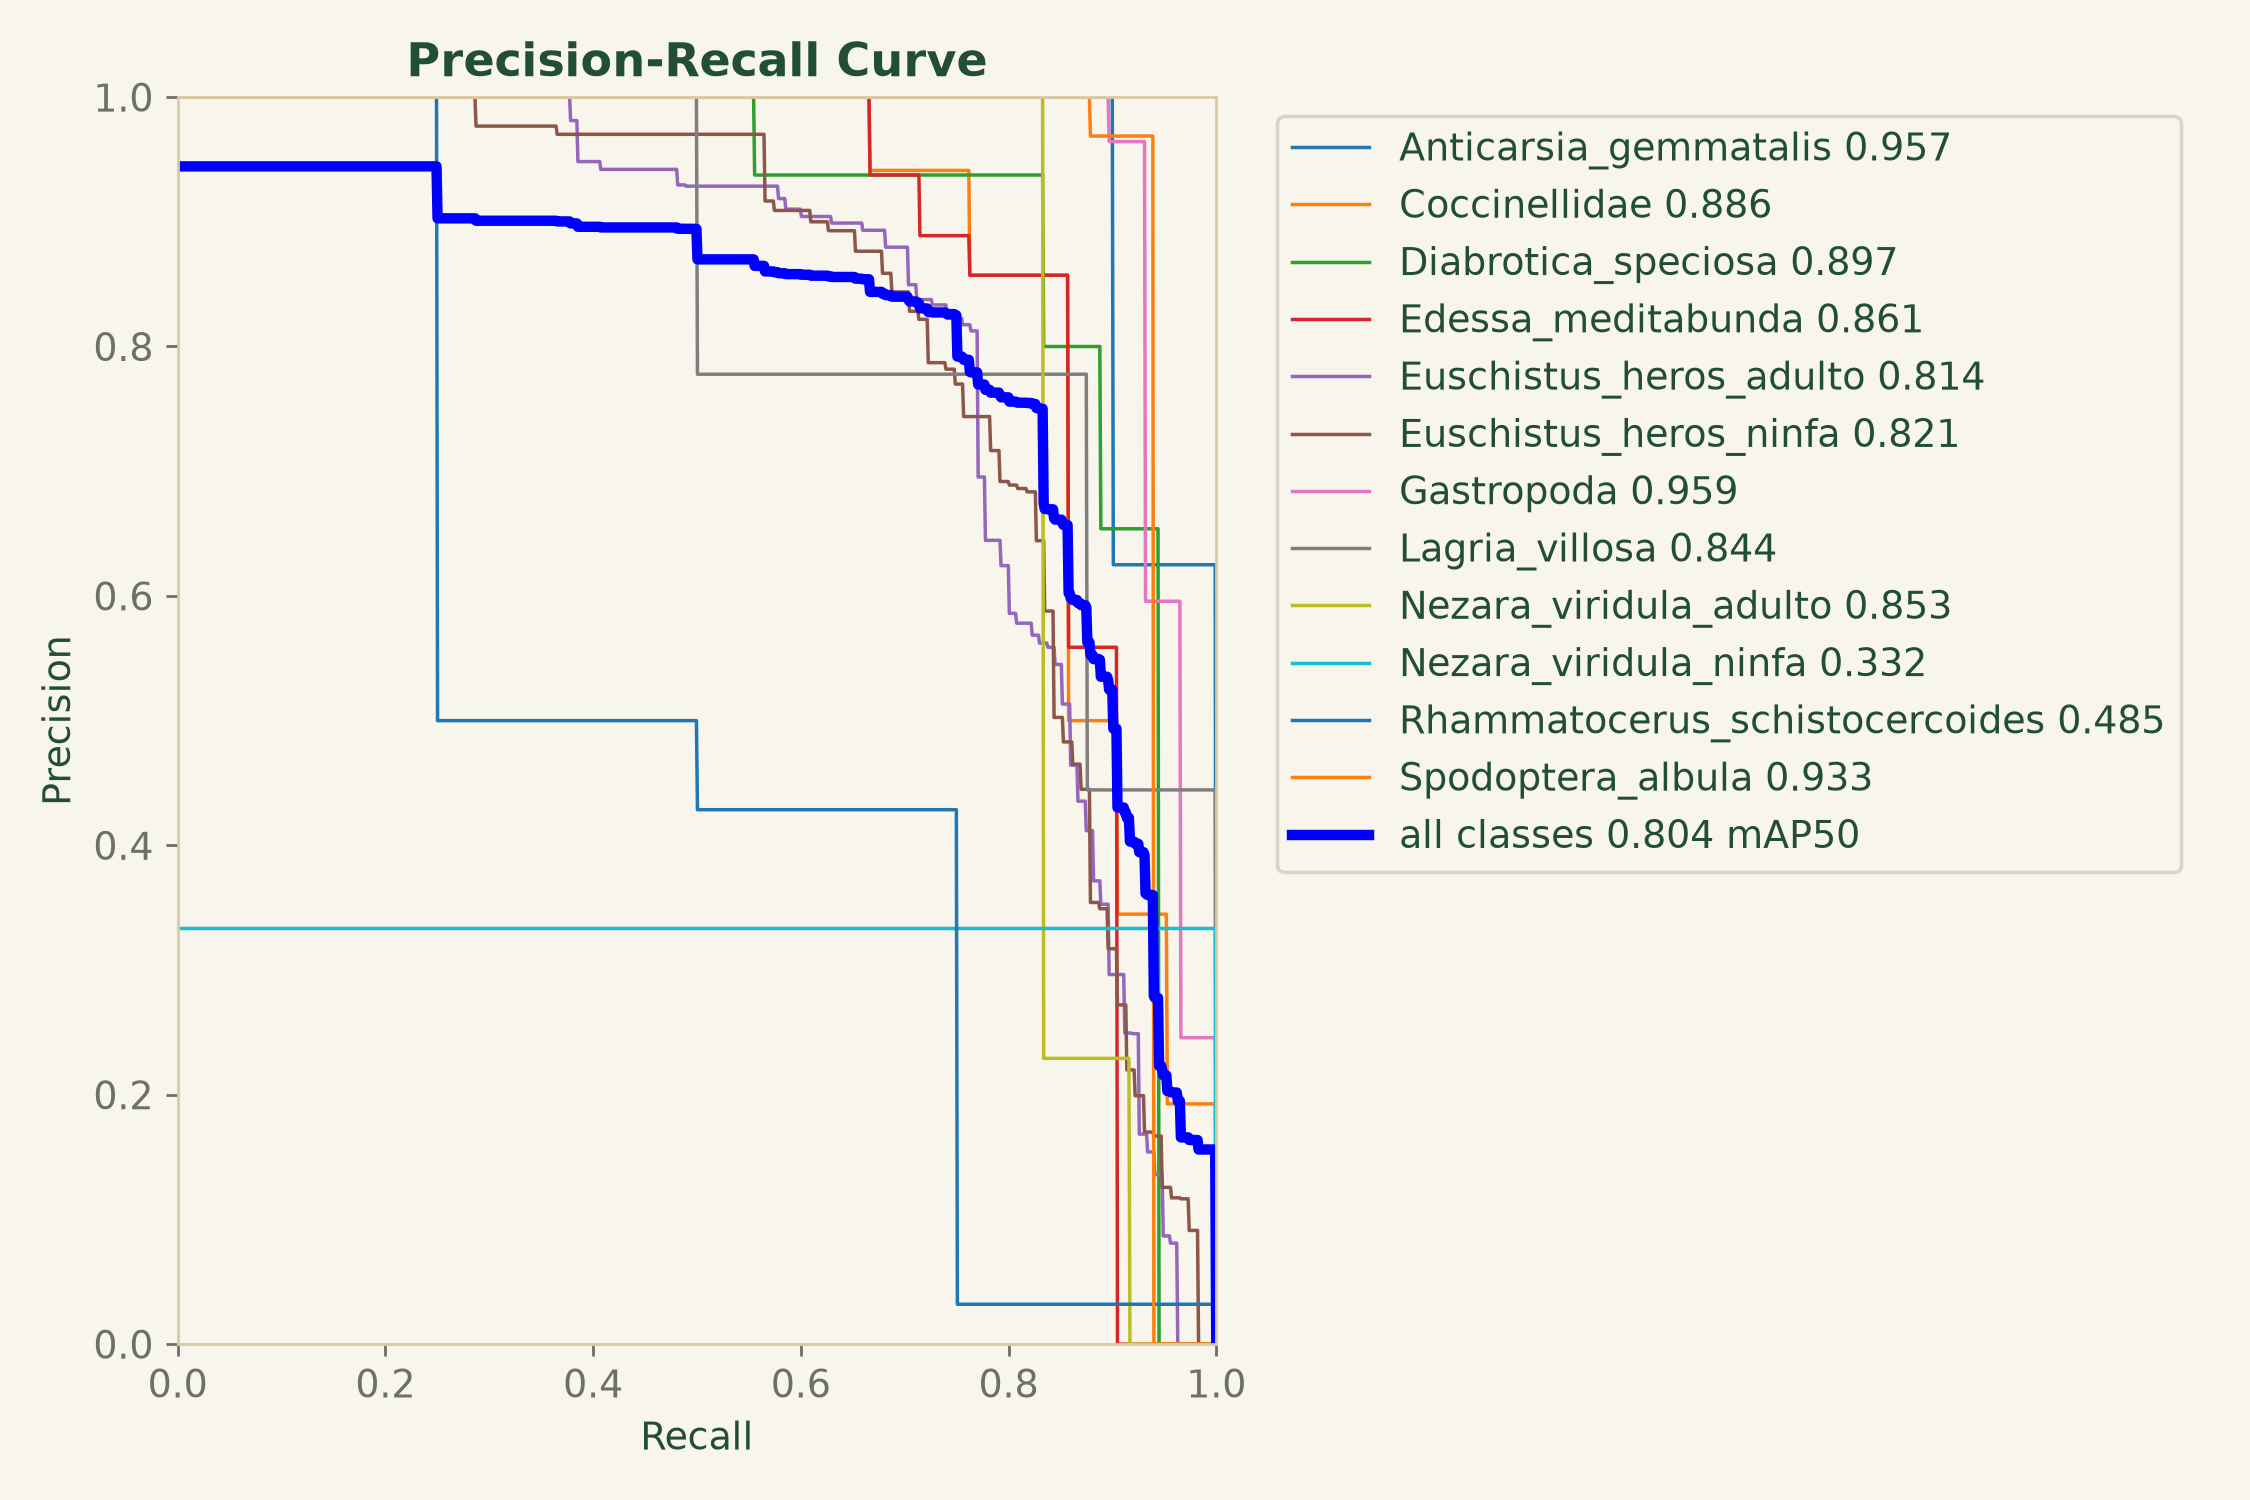 Precision-Recall Curve
1.0
0.8
0.6
0.4
0.2
0.0
Precision
0.0 0.2 0.4 0.6 0.8 1.0
Recall
Anticarsia_gemmatalis 0.957
Coccinellidae 0.886
Diabrotica_speciosa 0.897
Edessa_meditabunda 0.861
Euschistus_heros_adulto 0.814
Euschistus_heros_ninfa 0.821
Gastropoda 0.959
Lagria_villosa 0.844
Nezara_viridula_adulto 0.853
Nezara_viridula_ninfa 0.332
Rhammatocerus_schistocercoides 0.485
Spodoptera_albula 0.933
all classes 0.804 mAP50